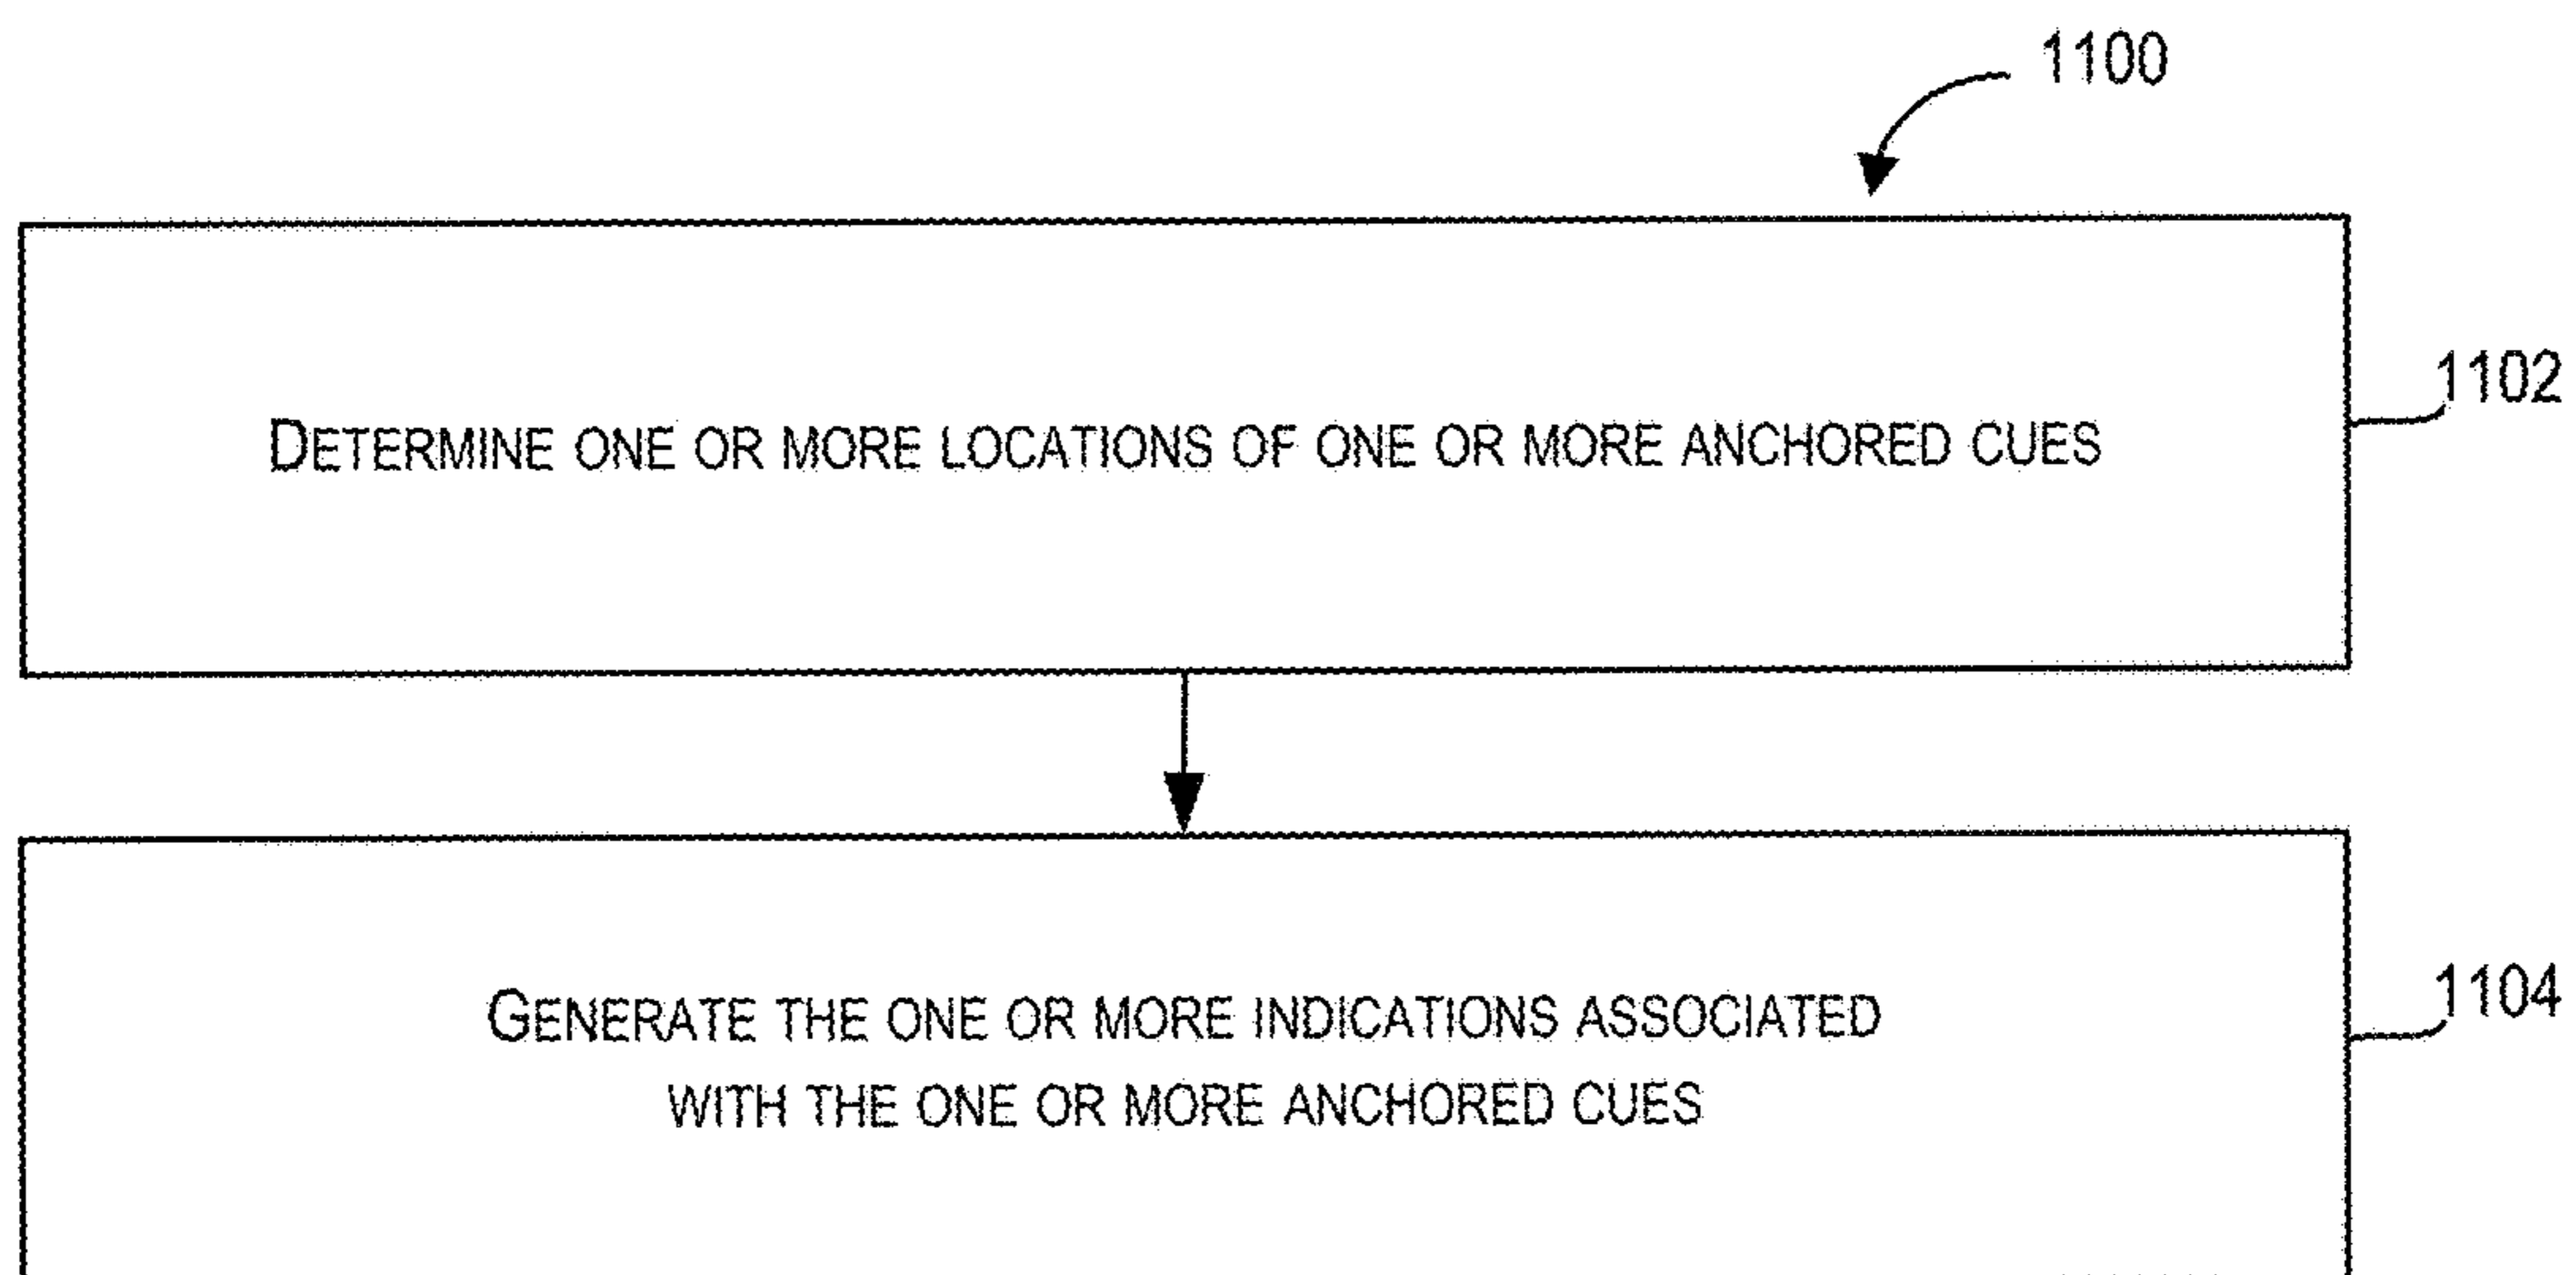 1100
DETERMINE ONE OR MORE LOCATIONS OF ONE OR MORE ANCHORED CUES
1102
GENERATE THE ONE OR MORE INDICATIONS ASSOCIATED
WITH THE ONE OR MORE ANCHORED CUES
1104